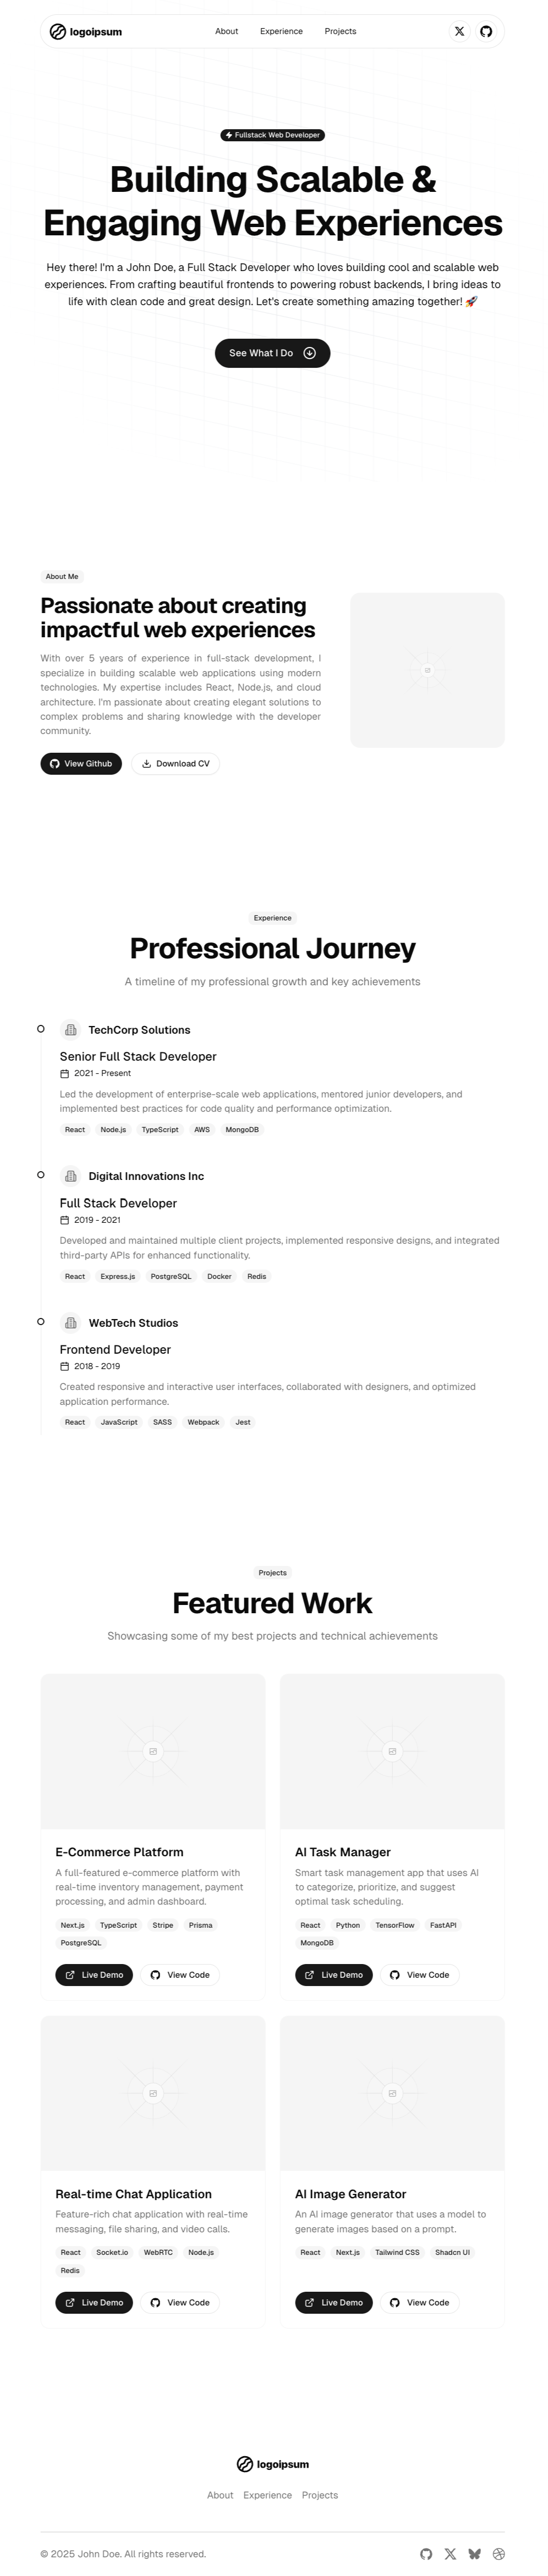 logoipsum
About Experience Projects
Fullstack Web Developer
Building Scalable &
Engaging Web Experiences
Hey there! I'm a John Doe, a Full Stack Developer who loves building cool and scalable web
experiences. From crafting beautiful frontends to powering robust backends, I bring ideas to
life with clean code and great design. Let's create something amazing together! 🚀
See What I Do
About Me
Passionate about creating
impactful web experiences
With over 5 years of experience in full-stack development, I
specialize in building scalable web applications using modern
technologies. My expertise includes React, Node.js, and cloud
architecture. I'm passionate about creating elegant solutions to
complex problems and sharing knowledge with the developer
community.
View Github Download CV
Experience
Professional Journey
A timeline of my professional growth and key achievements
TechCorp Solutions
Senior Full Stack Developer
2021 - Present
Led the development of enterprise-scale web applications, mentored junior developers, and
implemented best practices for code quality and performance optimization.
React Node.js TypeScript AWS MongoDB
Digital Innovations Inc
Full Stack Developer
2019 - 2021
Developed and maintained multiple client projects, implemented responsive designs, and integrated
third-party APIs for enhanced functionality.
React Express.js PostgreSQL Docker Redis
WebTech Studios
Frontend Developer
2018 - 2019
Created responsive and interactive user interfaces, collaborated with designers, and optimized
application performance.
React JavaScript SASS Webpack Jest
Projects
Featured Work
Showcasing some of my best projects and technical achievements
E-Commerce Platform
A full-featured e-commerce platform with
real-time inventory management, payment
processing, and admin dashboard.
Next.js TypeScript Stripe Prisma
PostgreSQL
Live Demo View Code
AI Task Manager
Smart task management app that uses AI
to categorize, prioritize, and suggest
optimal task scheduling.
React Python TensorFlow FastAPI
MongoDB
Live Demo View Code
Real-time Chat Application
Feature-rich chat application with real-time
messaging, file sharing, and video calls.
React Socket.io WebRTC Node.js
Redis
Live Demo View Code
AI Image Generator
An AI image generator that uses a model to
generate images based on a prompt.
React Next.js Tailwind CSS Shadcn UI
Live Demo View Code
logoipsum
About Experience Projects
© 2025 John Doe. All rights reserved.